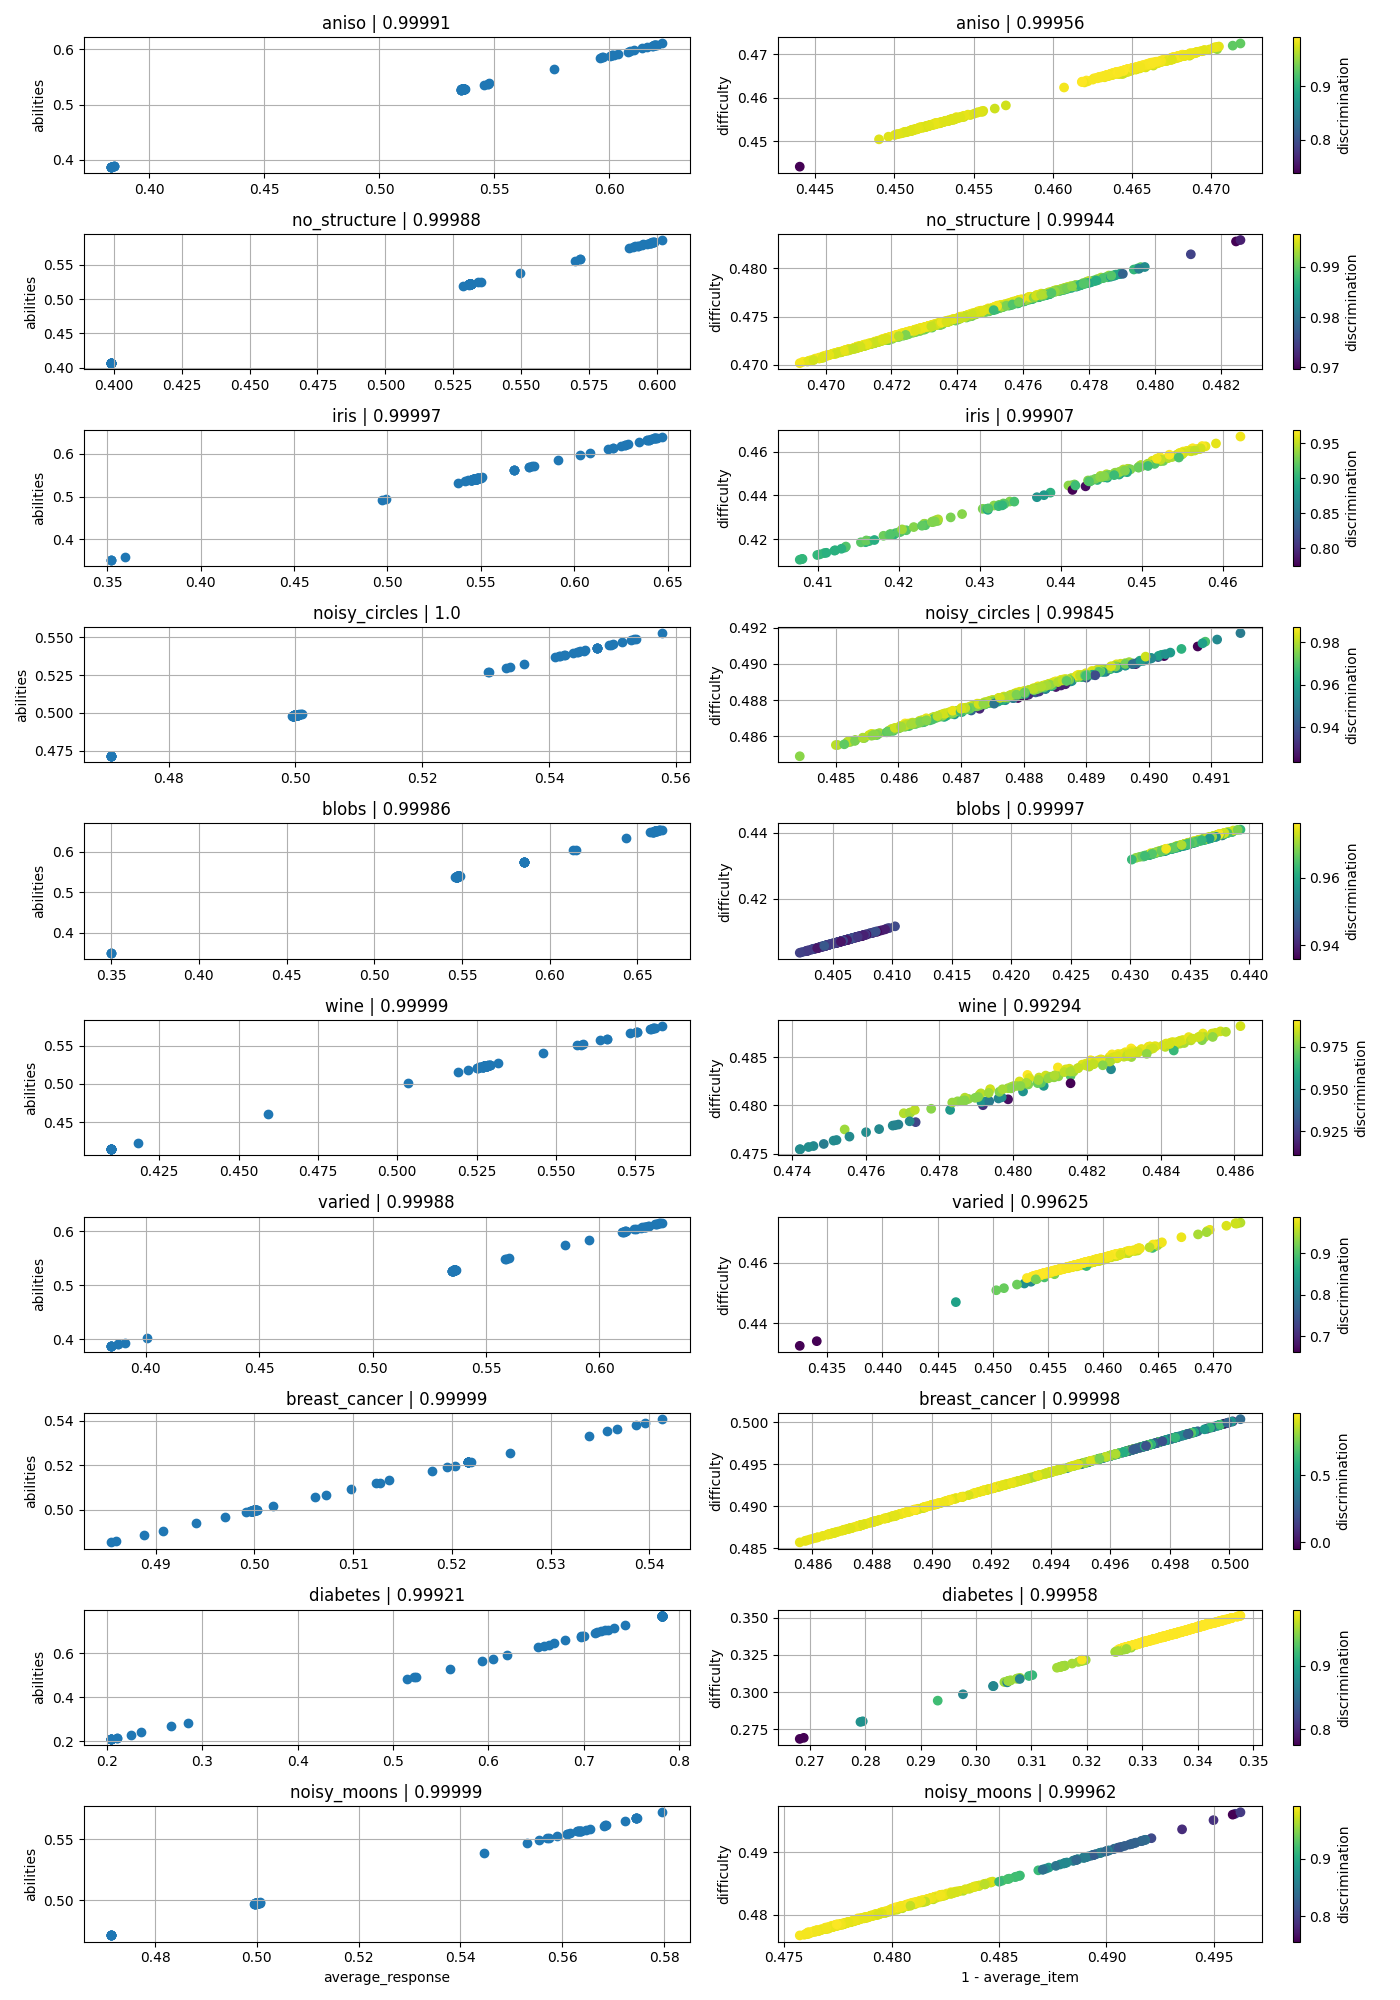 aniso | 0.99991
0.6
0.5
0.4
abilities
0.40 0.45 0.50 0.55 0.60
aniso | 0.99956
0.47
0.46
0.45
difficulty
0.445 0.450 0.455 0.460 0.465 0.470
0.9
0.8
discrimination
no_structure | 0.99988
0.55
0.50
0.45
0.40
abilities
0.400 0.425 0.450 0.475 0.500 0.525 0.550 0.575 0.600
no_structure | 0.99944
0.480
0.475
0.470
difficulty
0.470 0.472 0.474 0.476 0.478 0.480 0.482
0.99
0.98
0.97
discrimination
iris | 0.99997
0.6
0.5
0.4
abilities
0.35 0.40 0.45 0.50 0.55 0.60 0.65
iris | 0.99907
0.46
0.44
0.42
difficulty
0.41 0.42 0.43 0.44 0.45 0.46
0.95
0.90
0.85
0.80
discrimination
noisy_circles | 1.0
0.550
0.525
0.500
0.475
abilities
0.48 0.50 0.52 0.54 0.56
noisy_circles | 0.99845
0.492
0.490
0.488
0.486
difficulty
0.485 0.486 0.487 0.488 0.489 0.490 0.491
0.98
0.96
0.94
discrimination
blobs | 0.99986
0.6
0.5
0.4
abilities
0.35 0.40 0.45 0.50 0.55 0.60 0.65
blobs | 0.99997
0.44
0.42
difficulty
0.405 0.410 0.415 0.420 0.425 0.430 0.435 0.440
0.96
0.94
discrimination
wine | 0.99999
0.55
0.50
0.45
abilities
0.425 0.450 0.475 0.500 0.525 0.550 0.575
wine | 0.99294
0.485
0.480
0.475
difficulty
0.474 0.476 0.478 0.480 0.482 0.484 0.486
0.975
0.950
0.925
discrimination
varied | 0.99988
0.6
0.5
0.4
abilities
0.40 0.45 0.50 0.55 0.60
varied | 0.99625
0.46
0.44
difficulty
0.435 0.440 0.445 0.450 0.455 0.460 0.465 0.470
0.9
0.8
0.7
discrimination
breast_cancer | 0.99999
0.54
0.52
0.50
abilities
0.49 0.50 0.51 0.52 0.53 0.54
breast_cancer | 0.99998
0.500
0.495
0.490
0.485
difficulty
0.486 0.488 0.490 0.492 0.494 0.496 0.498 0.500
0.5
0.0
discrimination
diabetes | 0.99921
0.6
0.4
0.2
abilities
0.2 0.3 0.4 0.5 0.6 0.7 0.8
diabetes | 0.99958
0.350
0.325
0.300
0.275
difficulty
0.27 0.28 0.29 0.30 0.31 0.32 0.33 0.34 0.35
0.9
0.8
discrimination
noisy_moons | 0.99999
0.55
0.50
abilities
0.48 0.50 0.52 0.54 0.56 0.58
average_response
noisy_moons | 0.99962
0.49
0.48
difficulty
0.475 0.480 0.485 0.490 0.495
1 - average_item
0.9
0.8
discrimination